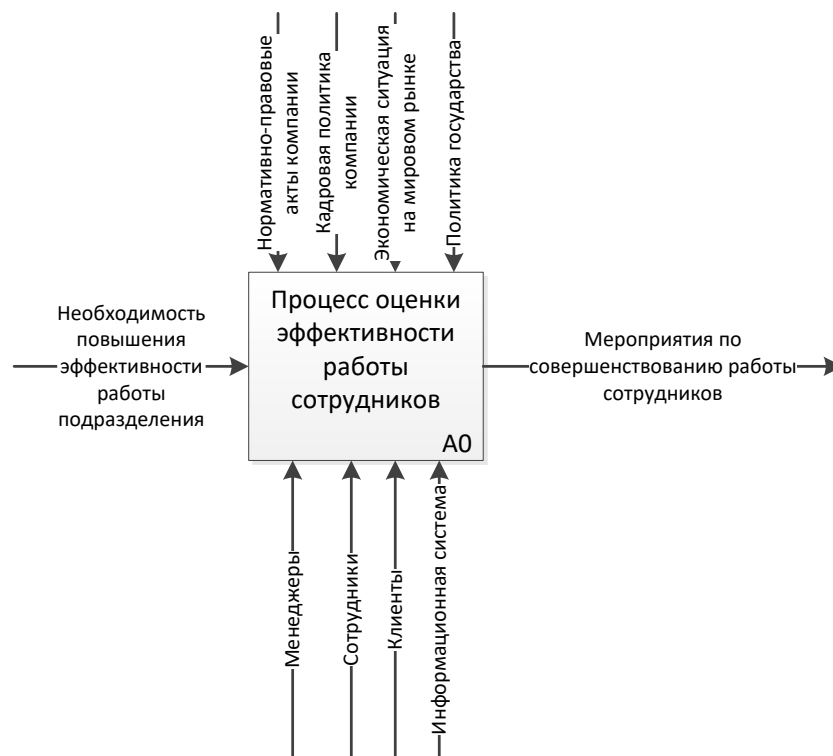 Нормативно-правовые
акты компании
Кадровая политика
компании
Экономическая ситуация
на мировом рынке
Политика государства
Необходимость
повышения
эффективности
работы
подразделения
Процесс оценки
эффективности
работы
сотрудников
A0
Мероприятия по
совершенствованию работы
сотрудников
Менеджеры
Сотрудники
Клиенты
Информационная система